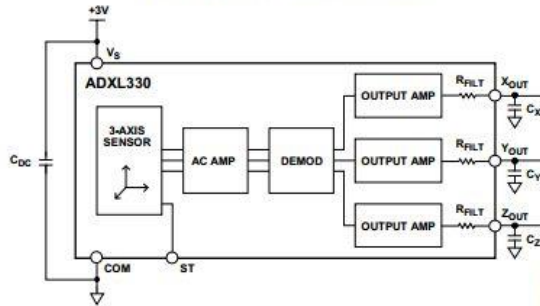 +3V
VS
ADXL330
3-AXIS
SENSOR
AC AMP
DEMOD
OUTPUT AMP
RFILT
XOUT
CX
OUTPUT AMP
RFILT
YOUT
CY
OUTPUT AMP
RFILT
ZOUT
CZ
CDC
COM
ST